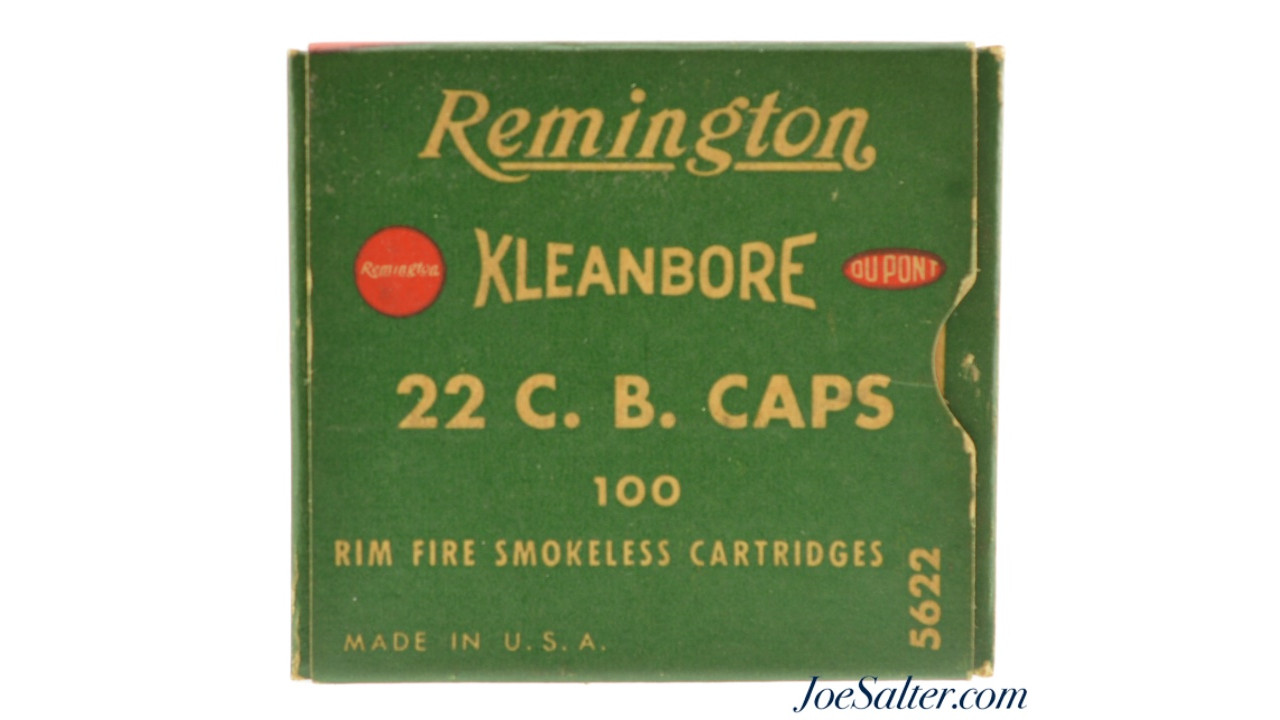 Remington
Remington
KLEANBORE
DU PONT
22 C. B. CAPS
100
RIM FIRE SMOKELESS CARTRIDGES
5622
MADE IN U.S.A.
JoeSalter.com